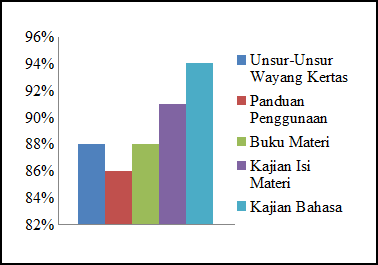 96%
94%
92%
90%
88%
86%
84%
82%
Unsur-Unsur
Wayang Kertas
Panduan
Penggunaan
Buku Materi
Kajian Isi
Materi
Kajian Bahasa